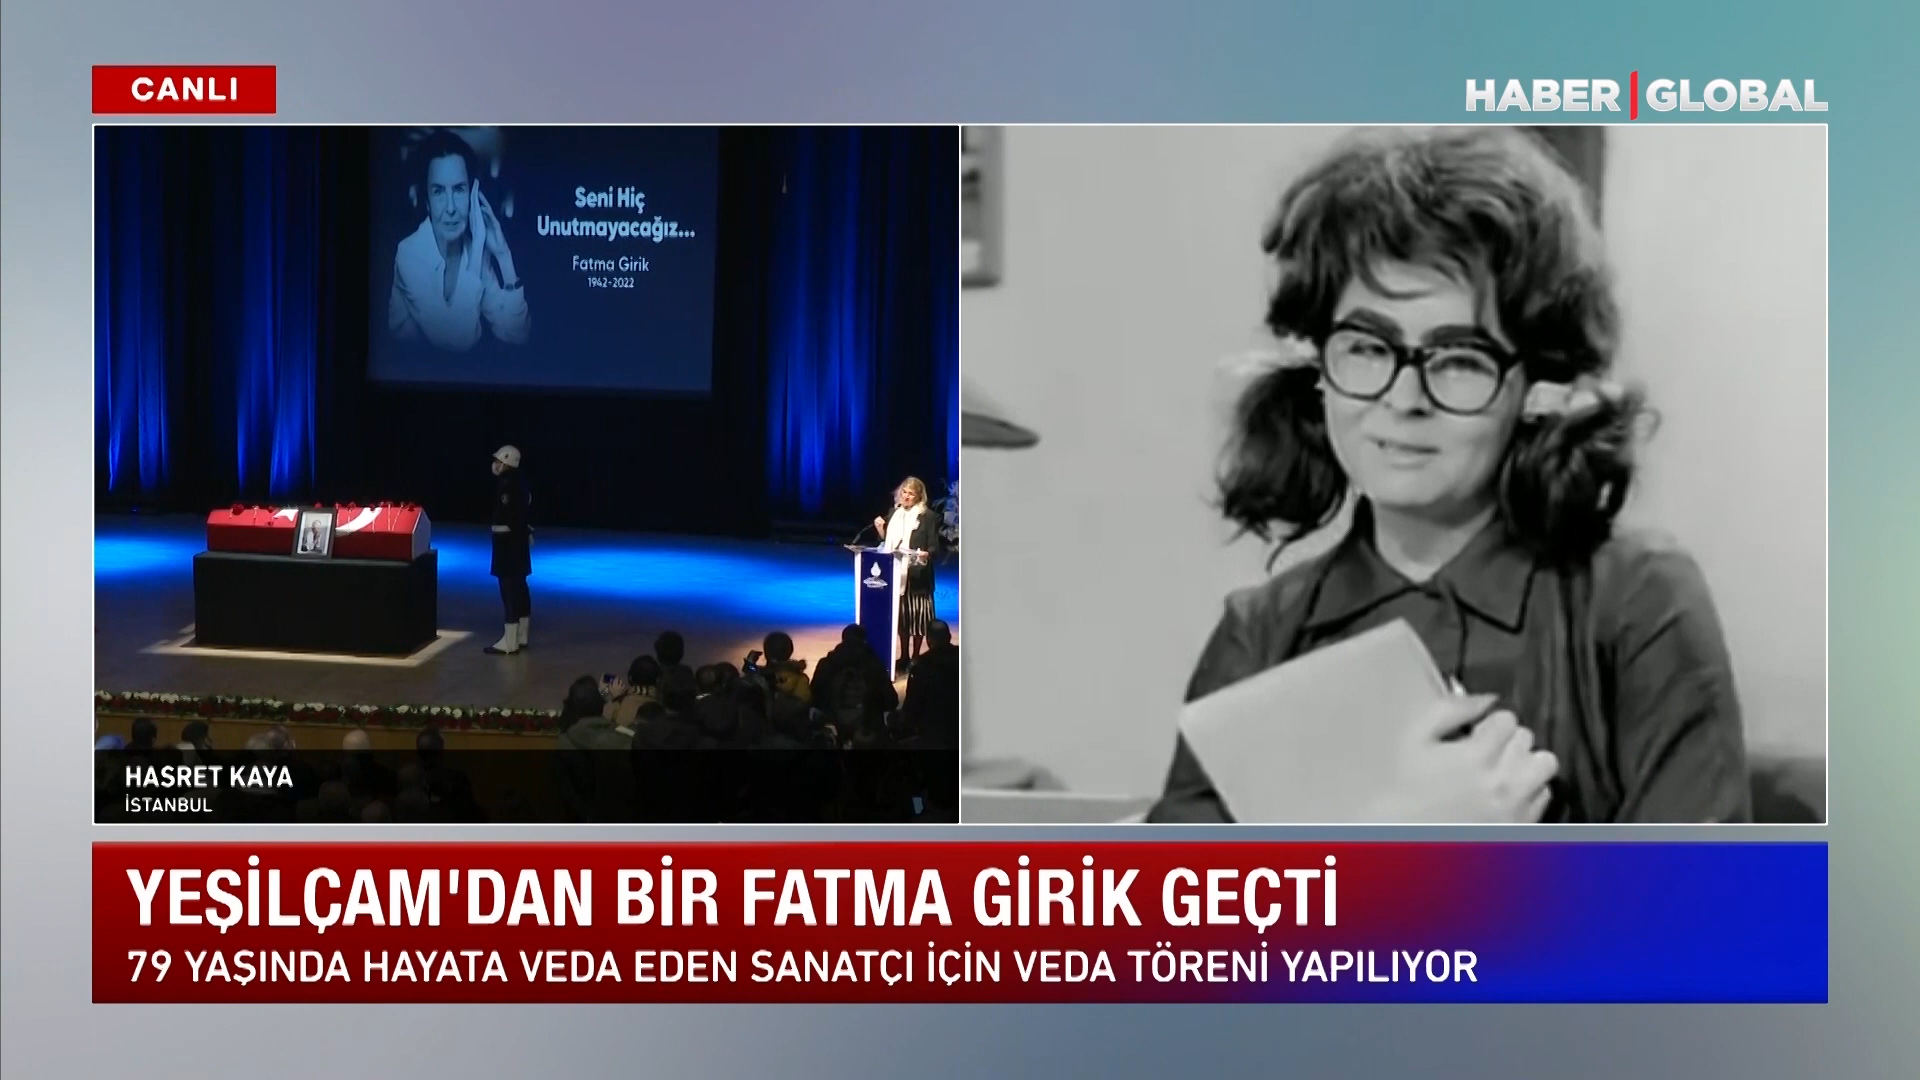 CANLI
HABER GLOBAL
Seni Hiç
Unutmayacağız...
Fatma Girik
1942-2022
HASRET KAYA
İSTANBUL
YEŞİLÇAM'DAN BİR FATMA GİRİK GEÇTİ
79 YAŞINDA HAYATA VEDA EDEN SANATÇI İÇİN VEDA TÖRENİ YAPILIYOR